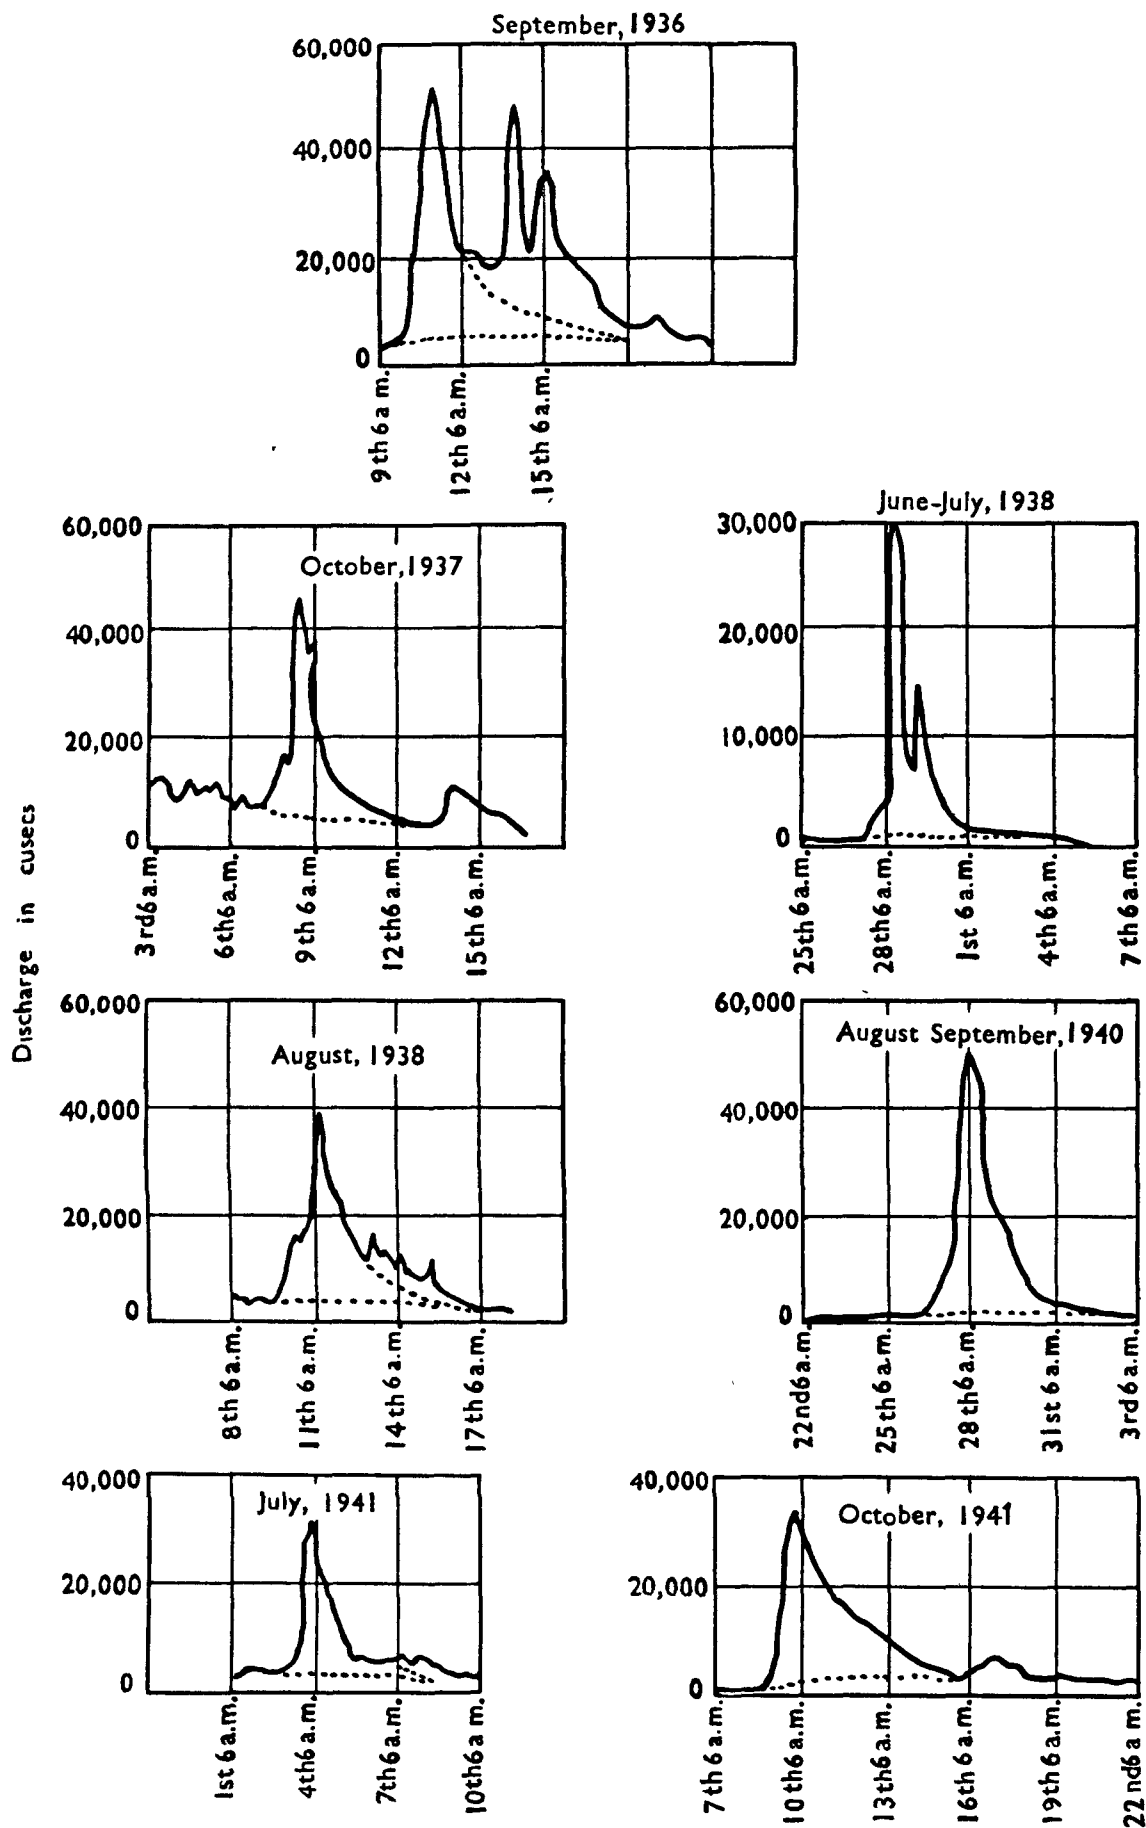 September, 1936
60,000
40,000
20,000
0
9th 6 a m.
12th 6 a.m.
15th 6 a.m.
Discharge in cusecs
60,000
October, 1937
40,000
20,000
0
3rd 6 a.m.
6th 6 a.m.
9th 6 a.m.
12th 6 a.m.
15th 6 a.m.
June-July, 1938
30,000
20,000
10,000
0
25th 6 a.m.
28th 6 a.m.
1st 6 a.m.
4th 6 a.m.
7th 6 a.m.
60,000
August, 1938
40,000
20,000
0
8th 6 a.m.
11th 6 a.m.
14th 6 a.m.
17th 6 a.m.
60,000
August September, 1940
40,000
20,000
0
22nd 6 a.m.
25th 6 a.m.
28th 6 a.m.
31st 6 a.m.
3rd 6 a.m.
40,000
July, 1941
20,000
0
1st 6 a.m.
4th 6 a.m.
7th 6 a.m.
10th 6 a m.
40,000
October, 1941
20,000
0
7th 6 a.m.
10th 6 a.m.
13th 6 a.m.
16th 6 a.m.
19th 6 a.m.
22nd 6 a m.